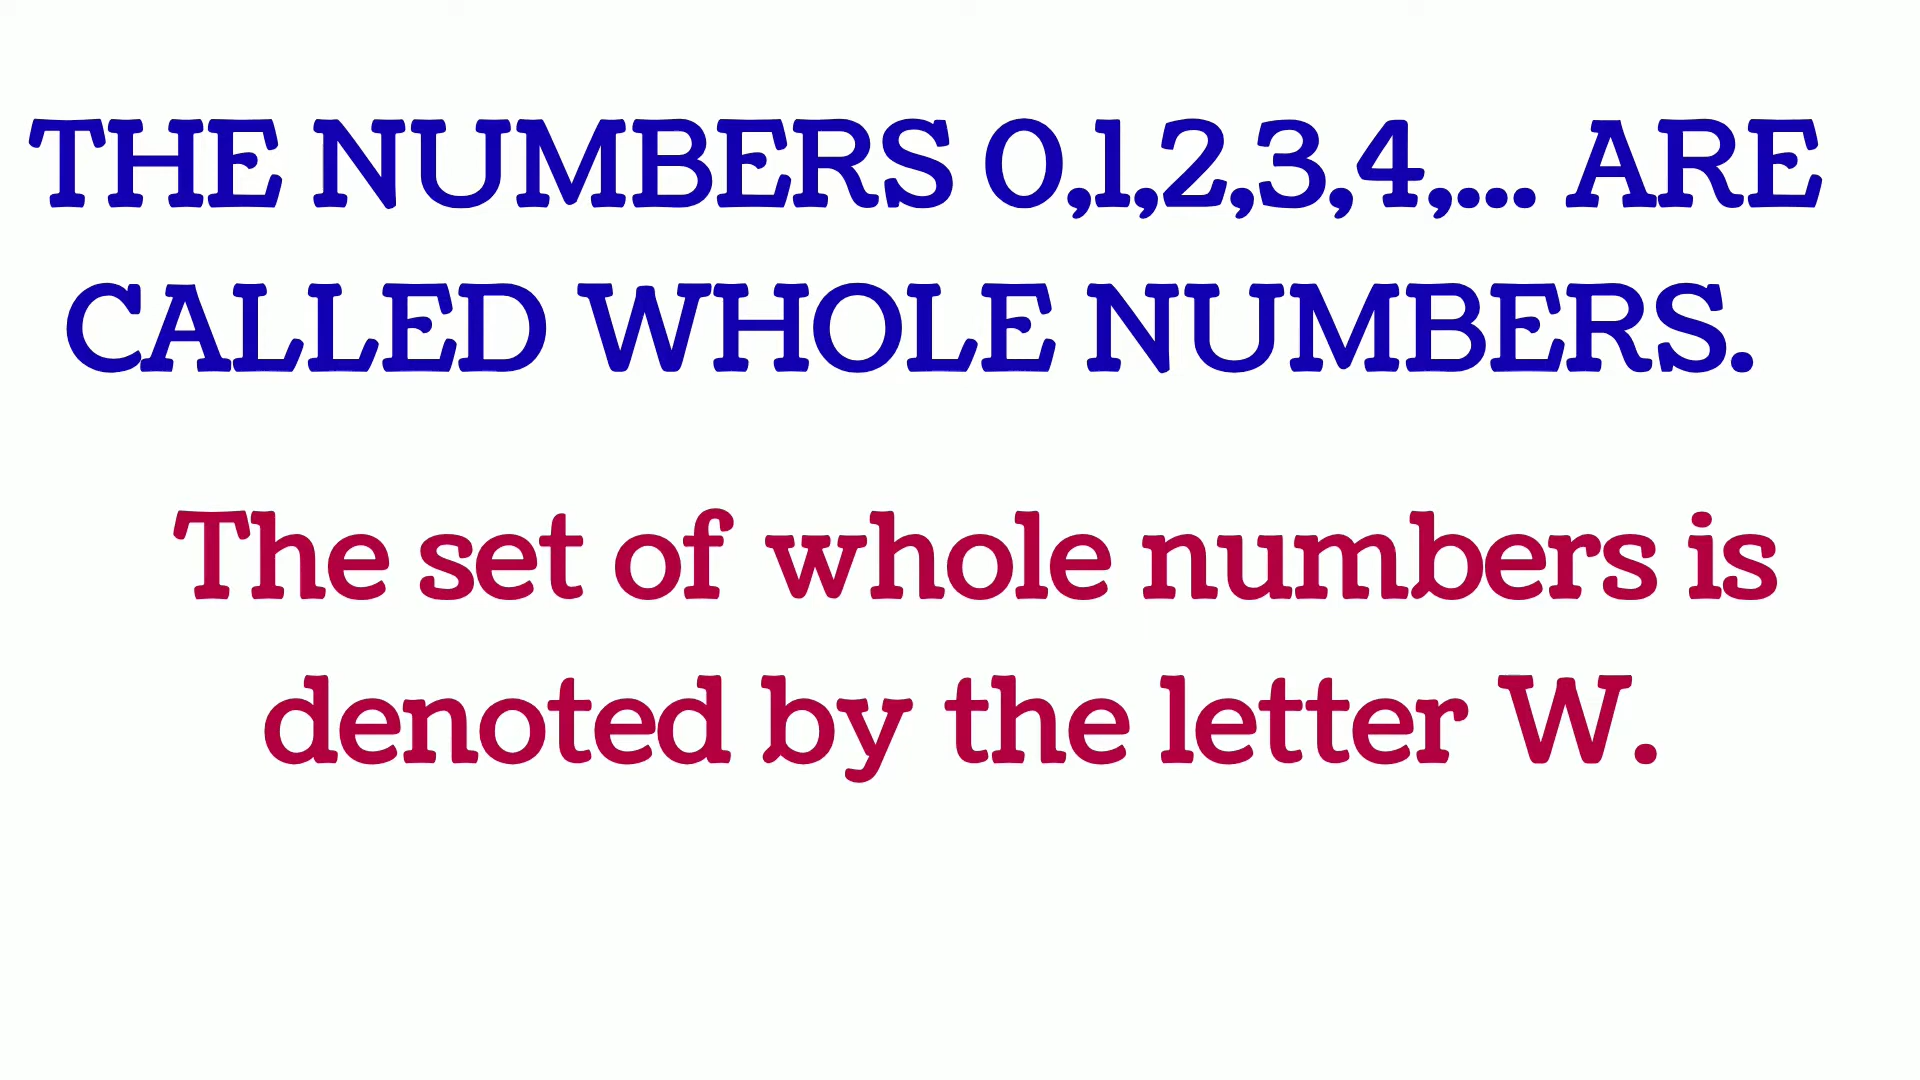 THE NUMBERS 0,1,2,3,4,... ARE
CALLED WHOLE NUMBERS.
The set of whole numbers is
denoted by the letter W.